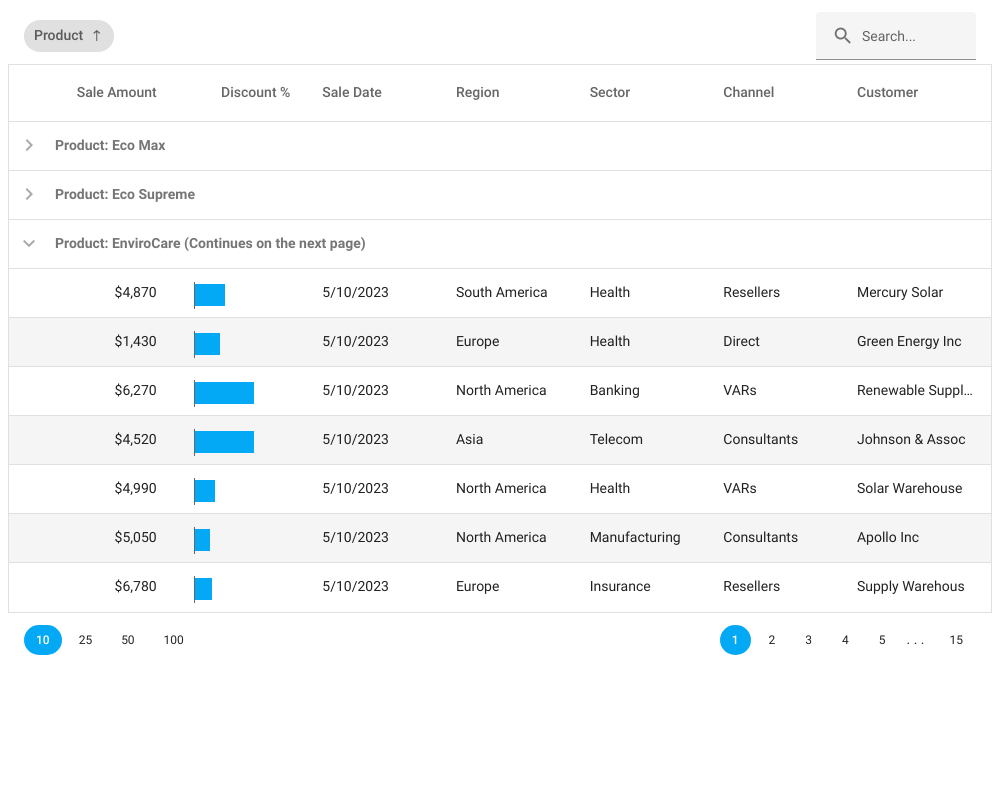 Product ↑
Search...
Sale Amount Discount % Sale Date Region Sector Channel Customer
Product: Eco Max
Product: Eco Supreme
Product: EnviroCare (Continues on the next page)
$4,870 5/10/2023 South America Health Resellers Mercury Solar
$1,430 5/10/2023 Europe Health Direct Green Energy Inc
$6,270 5/10/2023 North America Banking VARs Renewable Suppl...
$4,520 5/10/2023 Asia Telecom Consultants Johnson & Assoc
$4,990 5/10/2023 North America Health VARs Solar Warehouse
$5,050 5/10/2023 North America Manufacturing Consultants Apollo Inc
$6,780 5/10/2023 Europe Insurance Resellers Supply Warehous
10 25 50 100 1 2 3 4 5 ... 15